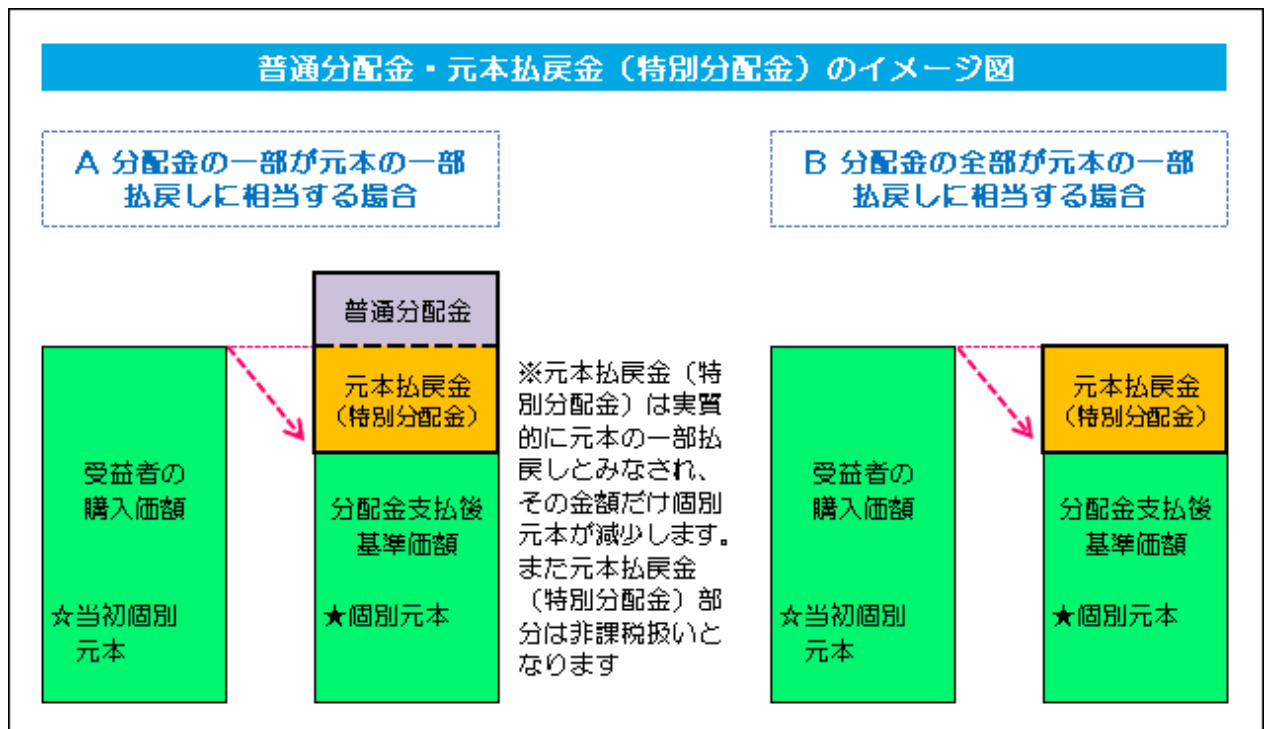 普通分配金・元本払戻金（特別分配金）のイメージ図
A 分配金の一部が元本の一部
払戻しに相当する場合
普通分配金
元本払戻金
（特別分配金）
受益者の
購入価額
☆当初個別
元本
分配金支払後
基準価額
★個別元本
※元本払戻金（特
別分配金）は実質
的に元本の一部払
戻しとみなされ、
その金額だけ個別
元本が減少します。
また元本払戻金
（特別分配金）部
分は非課税扱いと
なります
B 分配金の全部が元本の一部
払戻しに相当する場合
元本払戻金
（特別分配金）
受益者の
購入価額
☆当初個別
元本
分配金支払後
基準価額
★個別元本